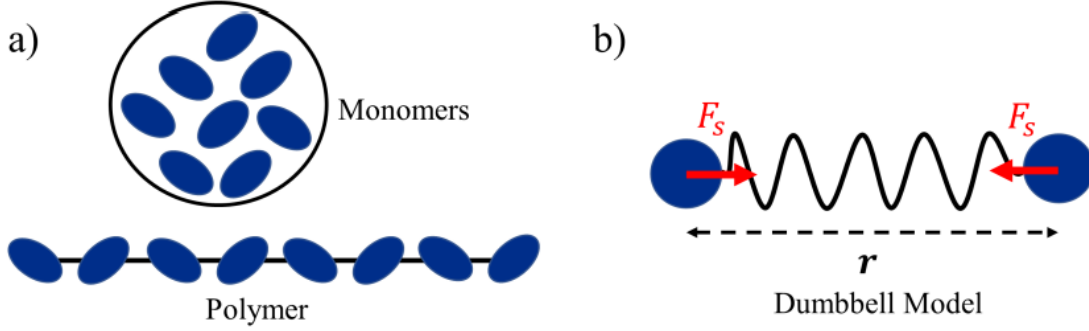 a)
Monomers
Polymer
b)
F_s
F_s
r
Dumbbell Model